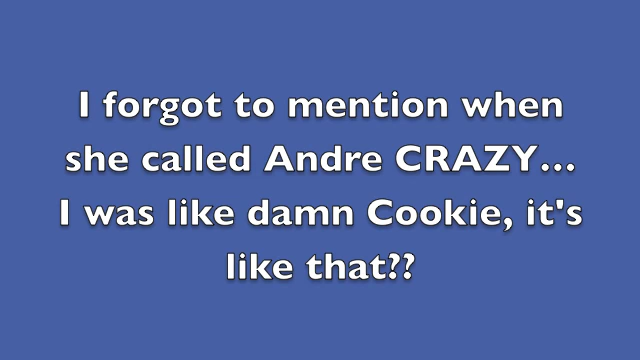 I forgot to mention when
she called Andre CRAZY...
I was like damn Cookie, it's
like that??